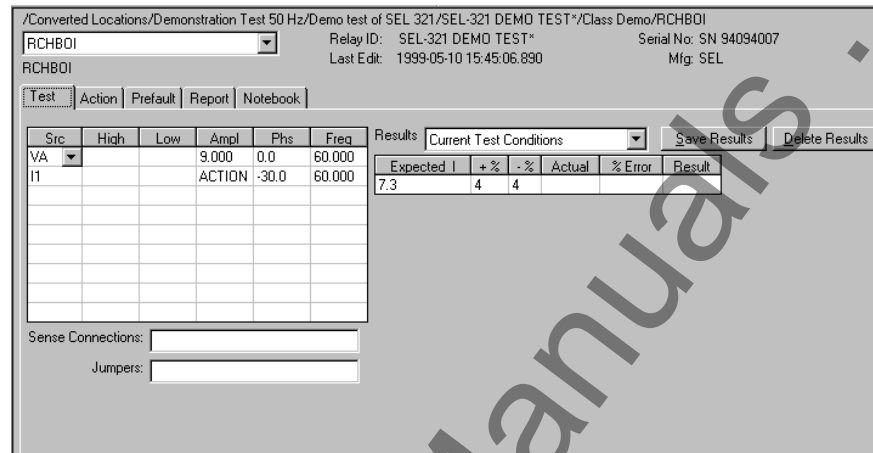 /Converted Locations/Demonstration Test 50 Hz/Demo test of SEL 321/SEL-321 DEMO TEST*/Class Demo/RCHBOI
RCHBOI Relay ID: SEL-321 DEMO TEST* Serial No: SN 94094007
RCHBOI Last Edit: 1999-05-10 15:45:06.890 Mfg: SEL
Test Action Prefault Report Notebook
Results Current Test Conditions Save Results Delete Results
Src High Low Ampl Phs Freq
VA 9.000 0.0 60.000
I1 ACTION -30.0 60.000
Expected I + % - % Actual % Error Result
7.3 4 4
Sense Connections:
Jumpers:
Manuals .